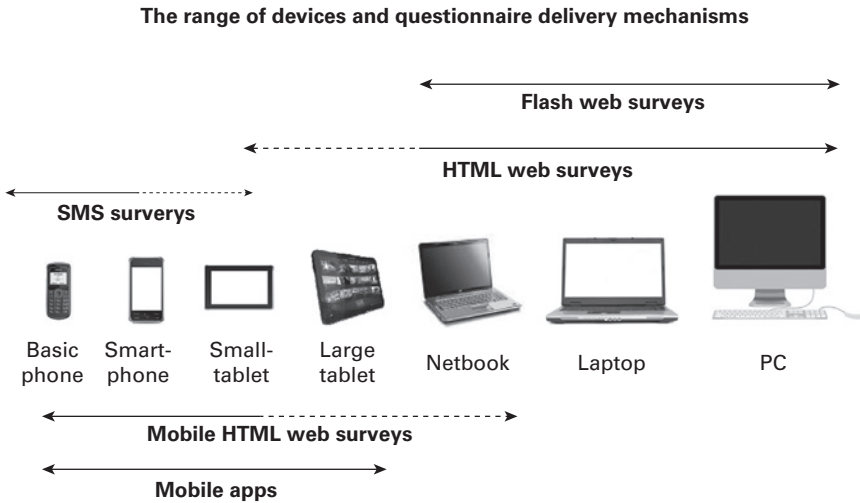 The range of devices and questionnaire delivery mechanisms
Flash web surveys
HTML web surveys
SMS surverys
Basic
phone
Smart-
phone
Small-
tablet
Large
tablet
Netbook
Laptop
PC
Mobile HTML web surveys
Mobile apps